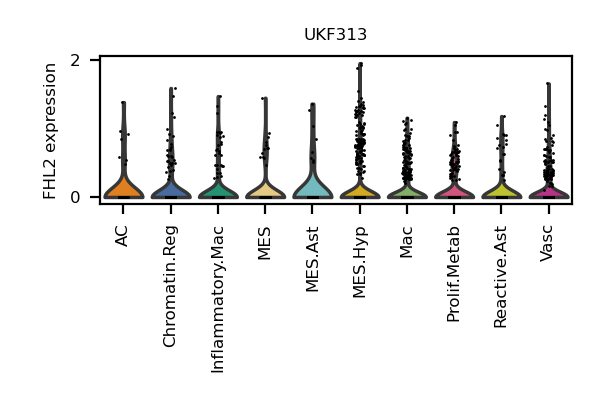 UKF313
FHL2 expression
2
0
AC
Chromatin.Reg
Inflammatory.Mac
MES
MES.Ast
MES.Hyp
Mac
Prolif.Metab
Reactive.Ast
Vasc